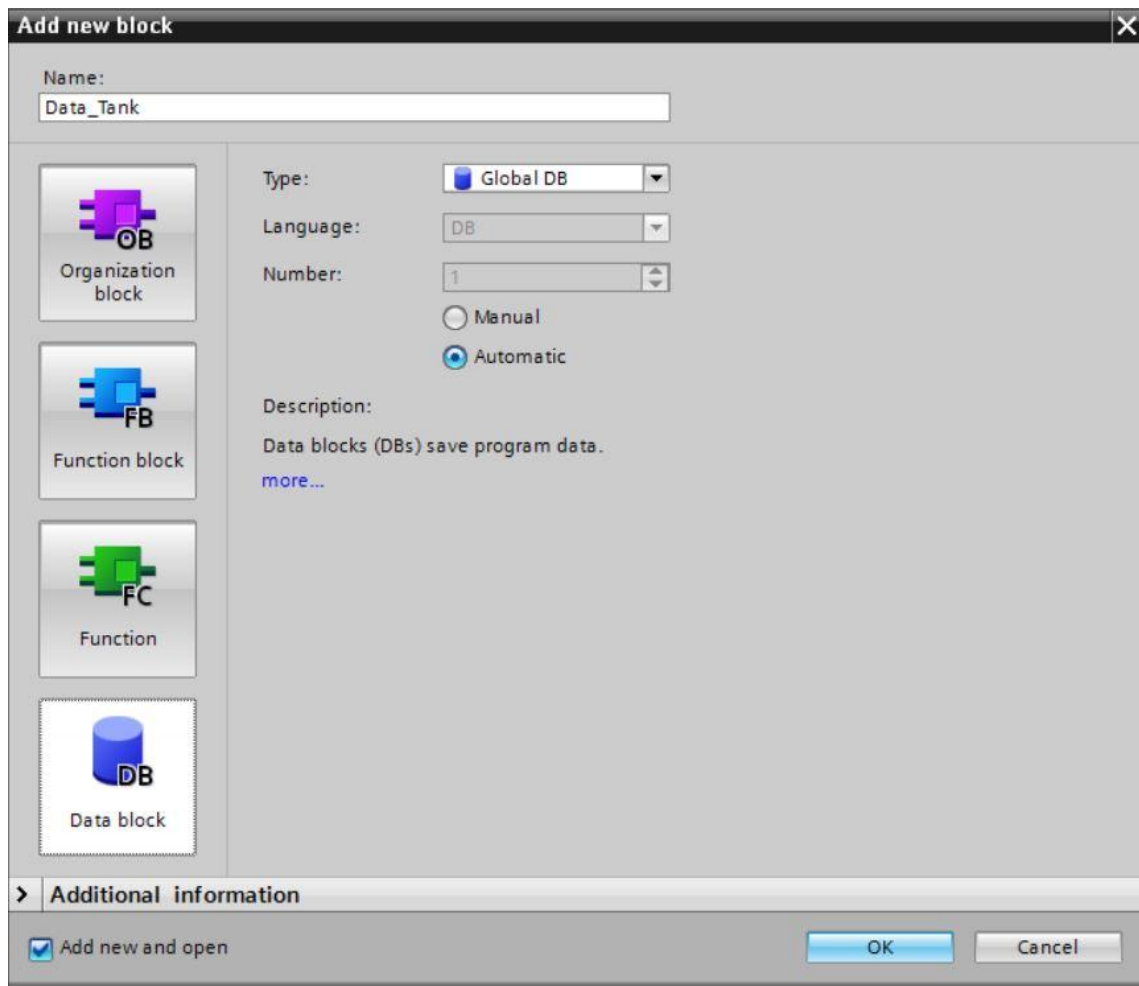 Add new block
Name:
Data_Tank
OB
Organization
block
FB
Function block
FC
Function
DB
Data block
Type:
Global DB
Language:
DB
Number:
1
Manual
Automatic
Description:
Data blocks (DBs) save program data.
more...
Additional information
Add new and open
OK
Cancel